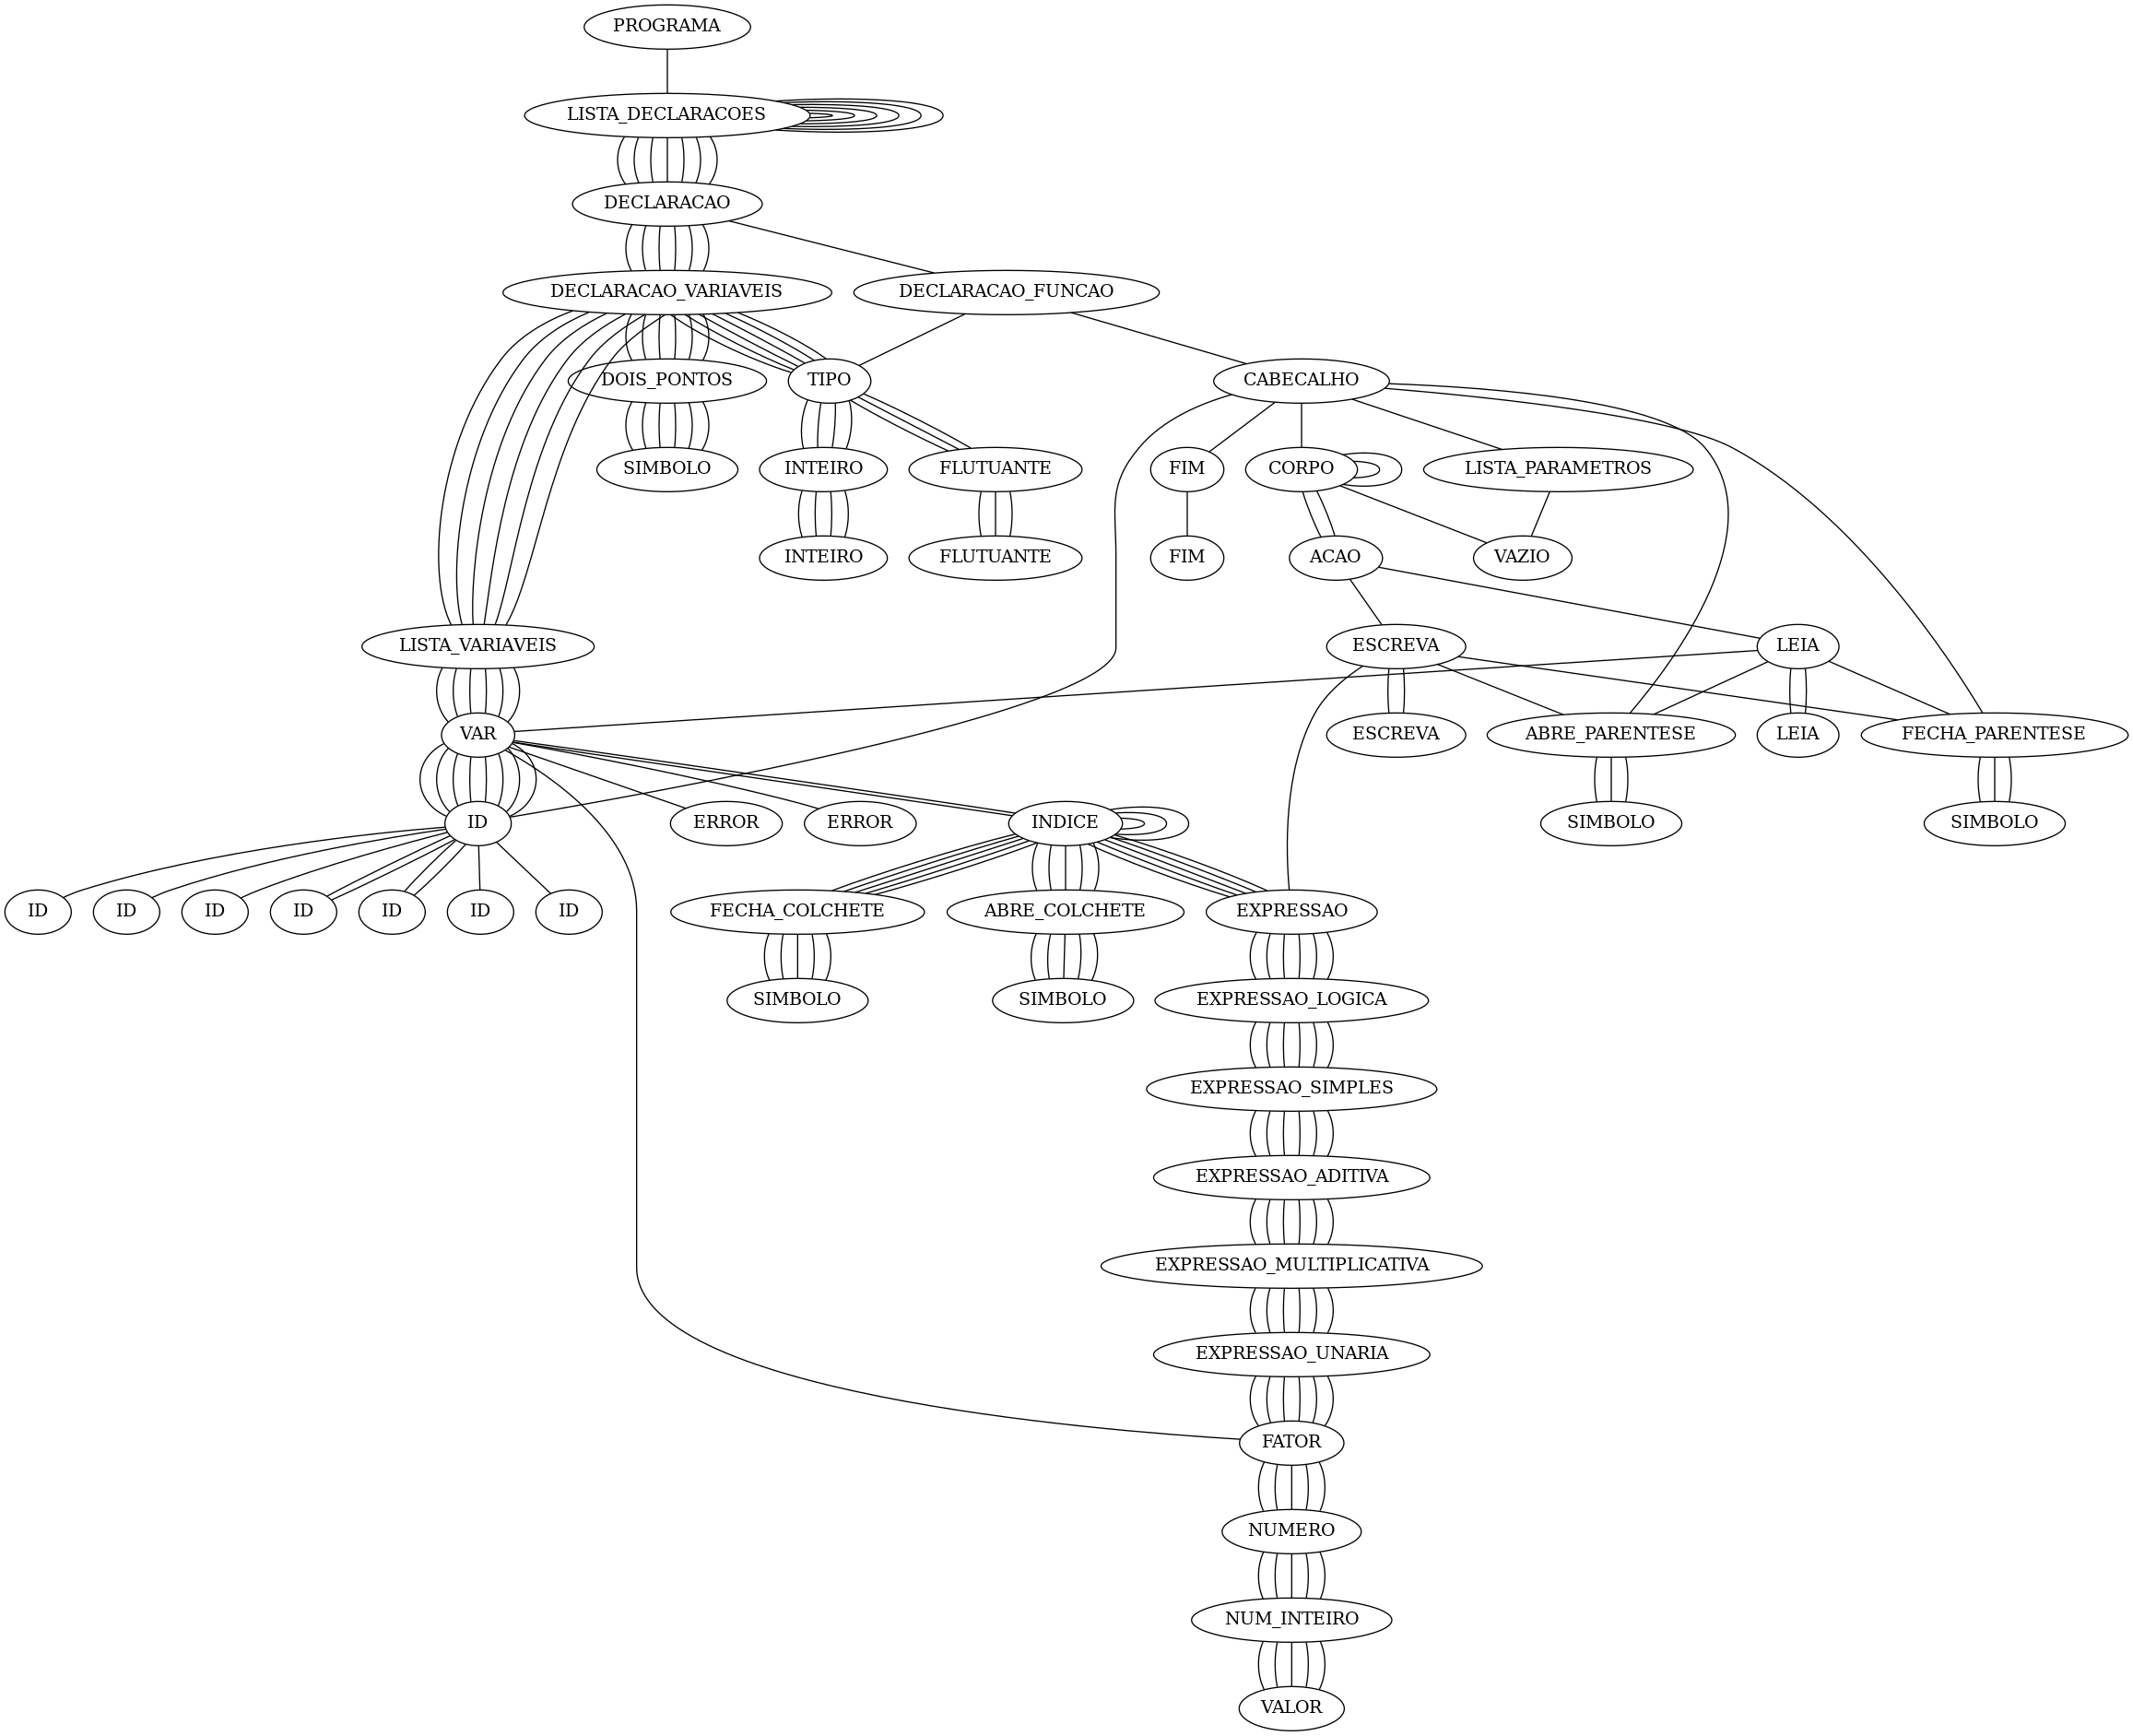 PROGRAMA
LISTA_DECLARACOES
DECLARACAO
DECLARACAO_VARIAVEIS
DECLARACAO_FUNCAO
DOIS_PONTOS
TIPO
CABECALHO
SIMBOLO
INTEIRO
FLUTUANTE
FIM
CORPO
LISTA_PARAMETROS
INTEIRO
FLUTUANTE
FIM
ACAO
VAZIO
LISTA_VARIAVEIS
ESCREVA
LEIA
VAR
ESCREVA
ABRE_PARENTESE
LEIA
FECHA_PARENTESE
ID
ERROR
ERROR
INDICE
SIMBOLO
SIMBOLO
ID
ID
ID
ID
ID
ID
ID
FECHA_COLCHETE
ABRE_COLCHETE
EXPRESSAO
SIMBOLO
SIMBOLO
EXPRESSAO_LOGICA
EXPRESSAO_SIMPLES
EXPRESSAO_ADITIVA
EXPRESSAO_MULTIPLICATIVA
EXPRESSAO_UNARIA
FATOR
NUMERO
NUM_INTEIRO
VALOR